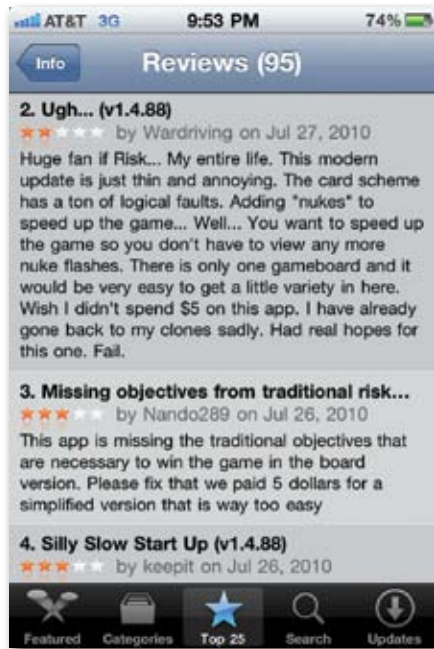 AT&T 3G 9:53 PM 74%
Info Reviews (95)
2. Ugh... (v1.4.88)
by Wardriving on Jul 27, 2010
Huge fan if Risk... My entire life. This modern
update is just thin and annoying. The card scheme
has a ton of logical faults. Adding "nukes" to
speed up the game... Well... You want to speed up
the game so you don't have to view any more
nuke flashes. There is only one gameboard and it
would be very easy to get a little variety in here.
Wish I didn't spend $5 on this app. I have already
gone back to my clones sadly. Had real hopes for
this one. Fail.
3. Missing objectives from traditional risk...
by Nando289 on Jul 26, 2010
This app is missing the traditional objectives that
are necessary to win the game in the board
version. Please fix that we paid 5 dollars for a
simplified version that is way too easy
4. Silly Slow Start Up (v1.4.88)
by keepit on Jul 26, 2010
Featured Categories Top 25 Search Updates